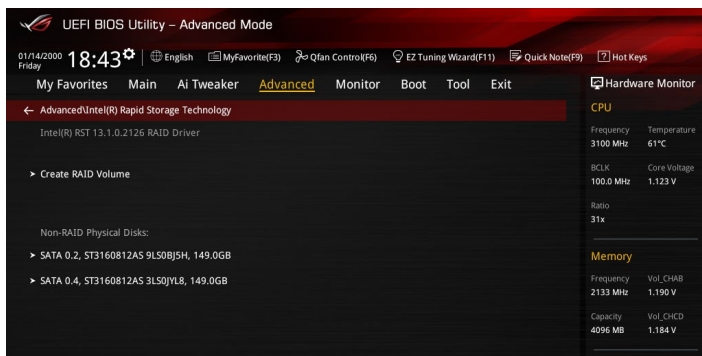 UEFI BIOS Utility – Advanced Mode
01/14/2000 Friday 18:43 English MyFavorite(F3) Qfan Control(F6) EZ Tuning Wizard(F11) Quick Note(F9) ? Hot Keys
My Favorites Main Ai Tweaker Advanced Monitor Boot Tool Exit
← Advanced\Intel(R) Rapid Storage Technology
Intel(R) RST 13.1.0.2126 RAID Driver
> Create RAID Volume
Non-RAID Physical Disks:
> SATA 0.2, ST3160812AS 9LS0BJ5H, 149.0GB
> SATA 0.4, ST3160812AS 3LS0JYL8, 149.0GB
Hardware Monitor
CPU
Frequency Temperature
3100 MHz 61°C
BCLK Core Voltage
100.0 MHz 1.123 V
Ratio
31x
Memory
Frequency Vol_CHAB
2133 MHz 1.190 V
Capacity Vol_CHCD
4096 MB 1.184 V